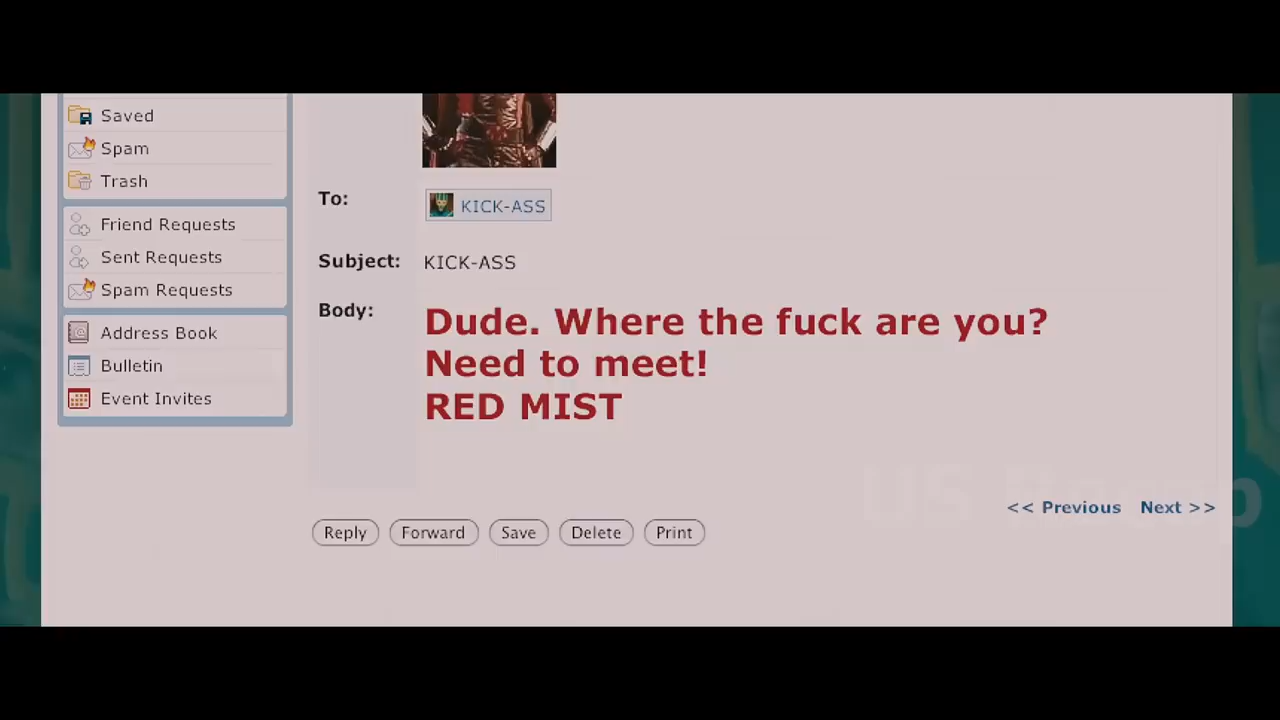 Saved
Spam
Trash
Friend Requests
Sent Requests
Spam Requests
Address Book
Bulletin
Event Invites
To:
KICK-ASS
Subject:
KICK-ASS
Body:
Dude. Where the fuck are you?
Need to meet!
RED MIST
<< Previous Next >>
Reply Forward Save Delete Print
US